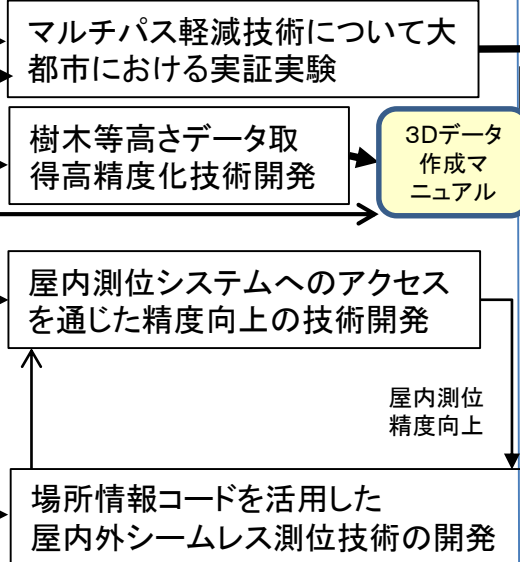 マルチパス軽減技術について大
都市における実証実験
樹木等高さデータ取
得高精度化技術開発
3Dデータ
作成マ
ニュアル
屋内測位システムへのアクセス
を通じた精度向上の技術開発
屋内測位
精度向上
場所情報コードを活用した
屋内外シームレス測位技術の開発